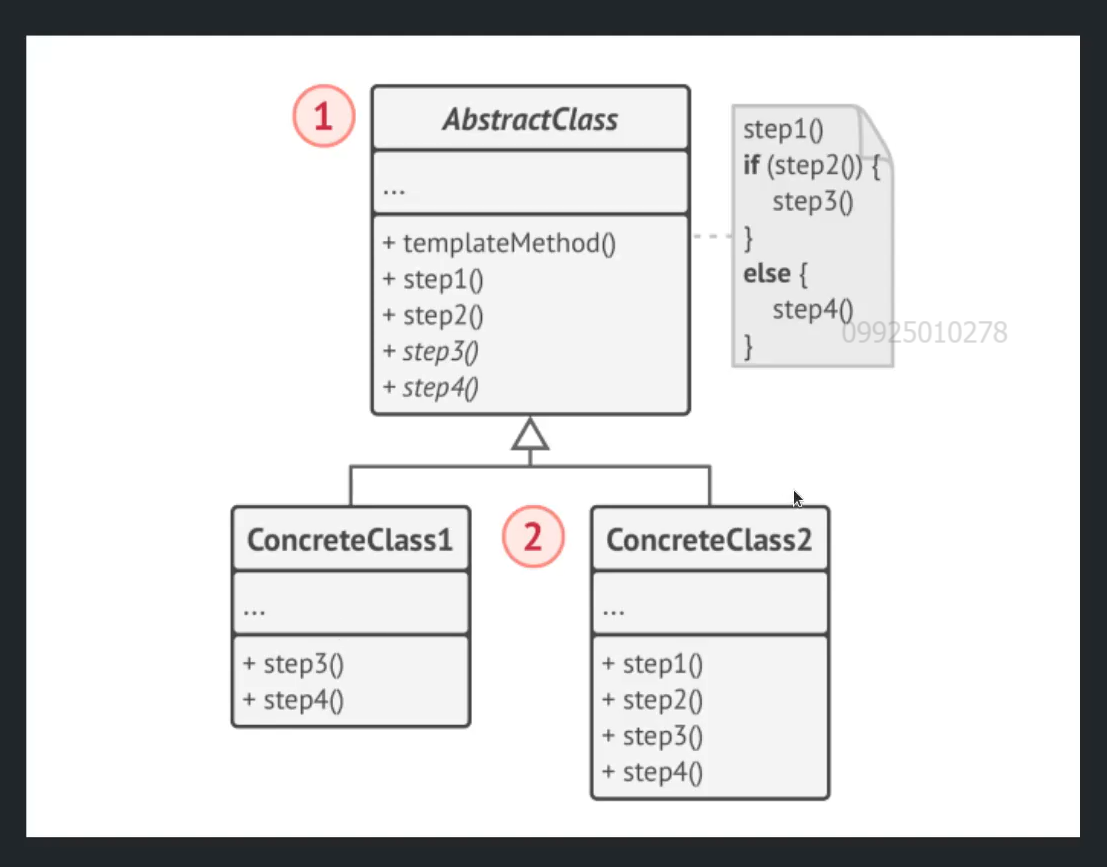 1
AbstractClass
...
+ templateMethod()
+ step1()
+ step2()
+ step3()
+ step4()
step1()
if (step2()) {
step3()
}
else {
step4()
}
09925010278
ConcreteClass1
...
+ step3()
+ step4()
2
ConcreteClass2
...
+ step1()
+ step2()
+ step3()
+ step4()